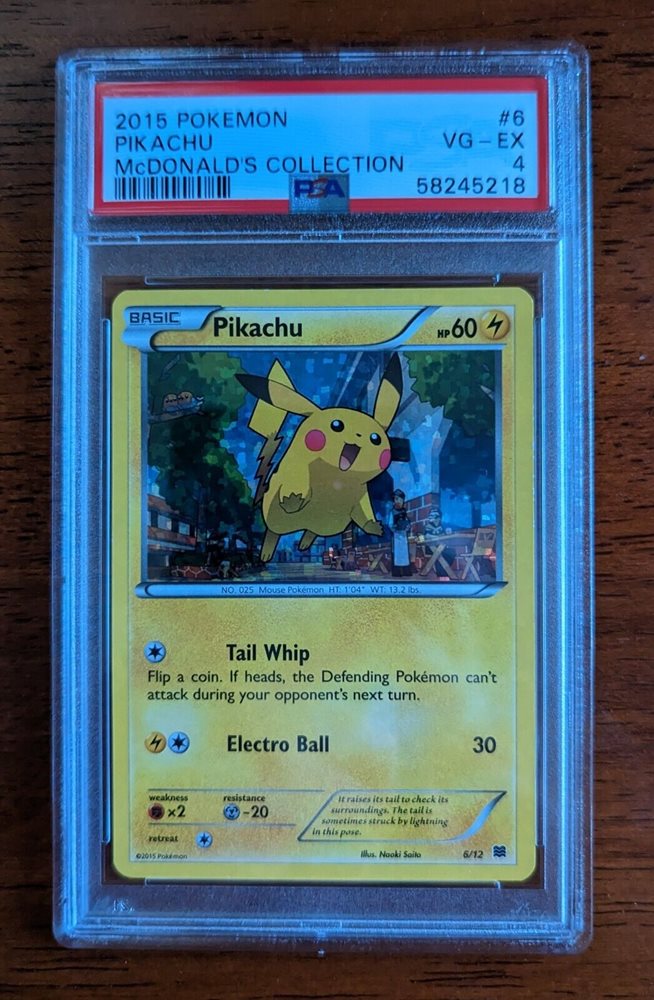 2015 POKEMON #6
PIKACHU VG – EX
McDONALD'S COLLECTION 4
PSA 58245218
BASIC Pikachu HP60
NO. 025 Mouse Pokémon HT: 1'04" WT: 13.2 lbs.
Tail Whip
Flip a coin. If heads, the Defending Pokémon can't
attack during your opponent's next turn.
Electro Ball 30
weakness resistance
×2 -20
retreat
It raises its tail to check its
surroundings. The tail is
sometimes struck by lightning
in this pose.
©2015 Pokémon Illus. Naoki Saito 6/12